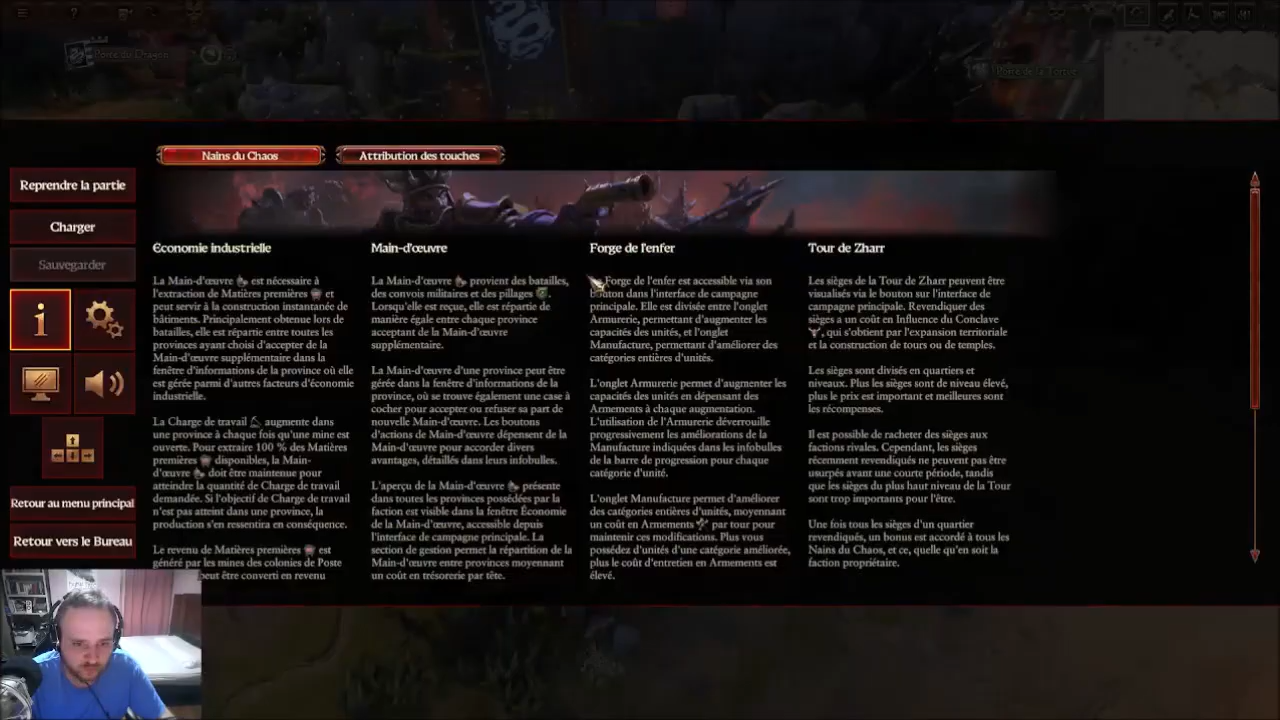 Poste du Dragon
Nains du Chaos
Attribution des touches
Reprendre la partie
Charger
Sauvegarder
Retour au menu principal
Retour vers le Bureau
Economie industrielle
La Main-d'œuvre est nécessaire à
l'extraction de Matières premières et
peut servir à la construction instantanée de
bâtiments. Principalement obtenue lors de
batailles, elle est répartie entre toutes les
provinces ayant choisi d'accepter de la
Main-d'œuvre supplémentaire dans la
fenêtre d'informations de la province où elle
est gérée parmi d'autres facteurs d'économie
industrielle.
La Charge de travail augmente dans
une province à chaque fois qu'une mine est
ouverte. Pour extraire 100 % des Matières
premières disponibles, la Main-
d'œuvre doit être maintenue pour
atteindre la quantité de Charge de travail
demandée. Si l'objectif de Charge de travail
n'est pas atteint dans une province, la
production s'en ressentira en conséquence.
Le revenu de Matières premières est
généré par les mines des colonies de Poste
peut être converti en revenu
Main-d'œuvre
La Main-d'œuvre provient des batailles,
des convois militaires et des pillages.
Lorsqu'elle est reçue, elle est répartie de
manière égale entre chaque province
acceptant de la Main-d'œuvre
supplémentaire.
La Main-d'œuvre d'une province peut être
gérée dans la fenêtre d'informations de la
province, où se trouve également une case à
cocher pour accepter ou refuser sa part de
nouvelle Main-d'œuvre. Les boutons
d'actions de Main-d'œuvre dépensent de la
Main-d'œuvre pour accorder divers
avantages, détaillés dans leurs infobulles.
L'aperçu de la Main-d'œuvre présente
dans toutes les provinces possédées par la
faction est visible dans la fenêtre Économie
de la Main-d'œuvre, accessible depuis
l'interface de campagne principale. La
section de gestion permet la répartition de la
Main-d'œuvre entre provinces moyennant
un coût en trésorerie par tête.
Forge de l'enfer
Forge de l'enfer est accessible via son
bouton dans l'interface de campagne
principale. Elle est divisée entre l'onglet
Armurerie, permettant d'augmenter les
capacités des unités, et l'onglet
Manufacture, permettant d'améliorer des
catégories entières d'unités.
L'onglet Armurerie permet d'augmenter les
capacités des unités en dépensant des
Armements à chaque augmentation.
L'utilisation de l'Armurerie déverrouille
progressivement les améliorations de la
Manufacture indiquées dans les infobulles
de la barre de progression pour chaque
catégorie d'unité.
L'onglet Manufacture permet d'améliorer
des catégories entières d'unités, moyennant
un coût en Armements par tour pour
maintenir ces modifications. Plus vous
possédez d'unités d'une catégorie améliorée,
plus le coût d'entretien en Armements est
élevé.
Tour de Zharr
Les sièges de la Tour de Zharr peuvent être
visualisés via le bouton sur l'interface de
campagne principale. Revendiquer des
sièges a un coût en Influence du Conclave
, qui s'obtient par l'expansion territoriale
et la construction de tours ou de temples.
Les sièges sont divisés en quartiers et
niveaux. Plus les sièges sont de niveau élevé,
plus le prix est important et meilleures sont
les récompenses.
Il est possible de racheter des sièges aux
factions rivales. Cependant, les sièges
récemment revendiqués ne peuvent pas être
usurpés avant une courte période, tandis
que les sièges du plus haut niveau de la Tour
sont trop importants pour l'être.
Une fois tous les sièges d'un quartier
revendiqués, un bonus est accordé à tous les
Nains du Chaos, et ce, quelle qu'en soit la
faction propriétaire.